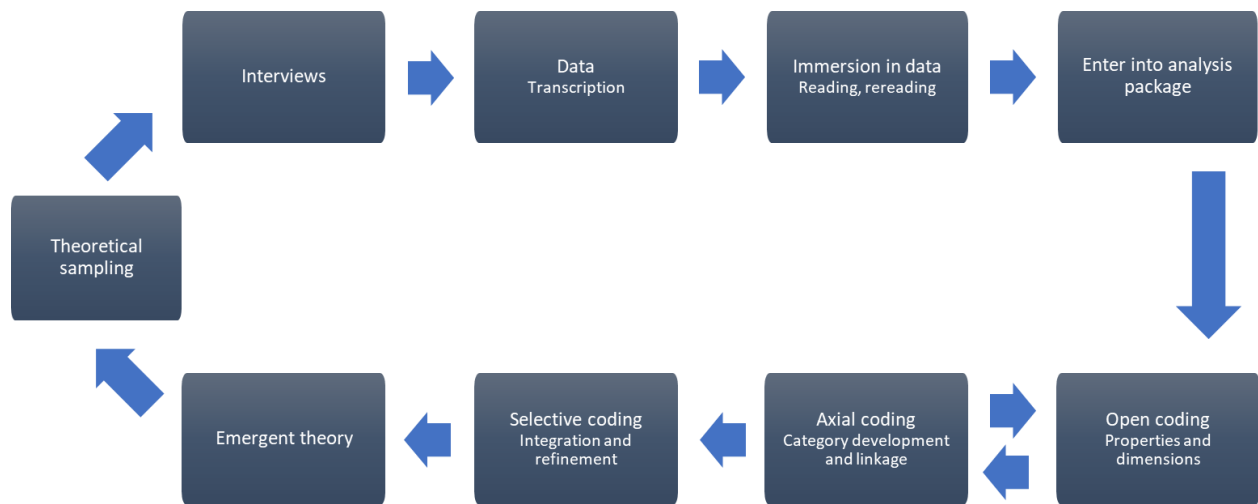 Interviews
Data
Transcription
Immersion in data
Reading, rereading
Enter into analysis
package
Theoretical
sampling
Emergent theory
Selective coding
Integration and
refinement
Axial coding
Category development
and linkage
Open coding
Properties and
dimensions